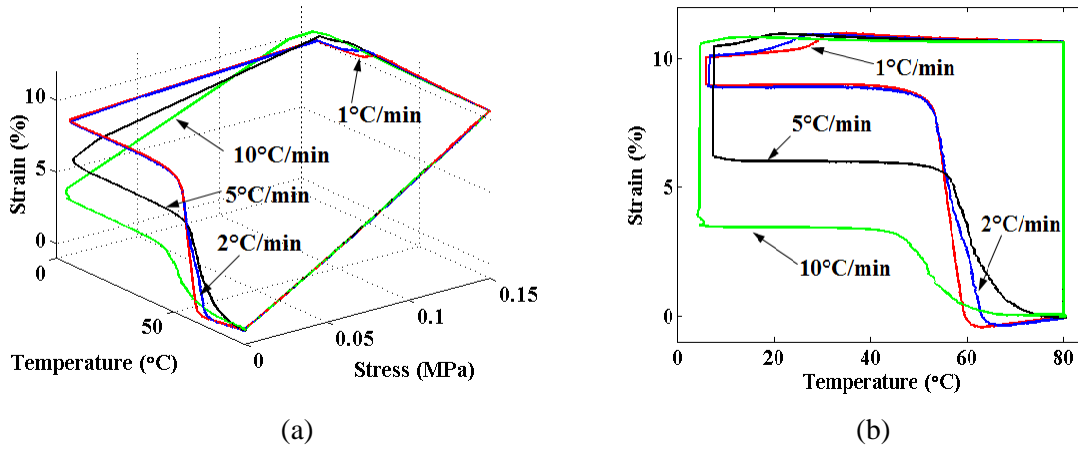 10
5
0
Strain (%)
0
50
Temperature (°C)
0
0.05
0.1
0.15
Stress (MPa)
1°C/min
10°C/min
5°C/min
2°C/min
(a)
10
5
0
Strain (%)
0
20
40
60
80
Temperature (°C)
1°C/min
5°C/min
2°C/min
10°C/min
(b)